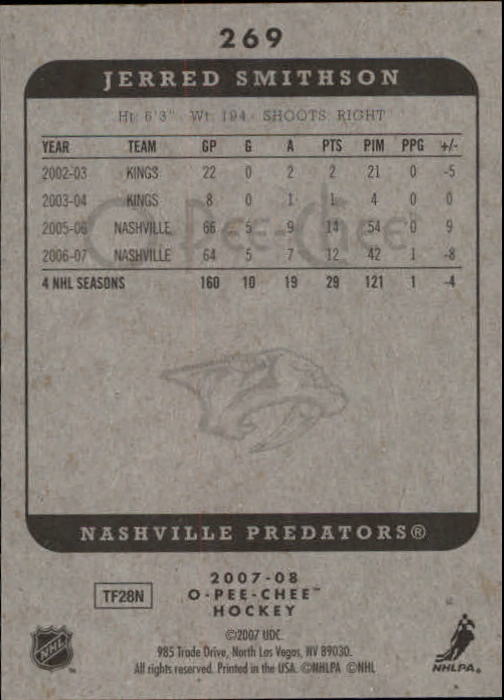 269
JERRED SMITHSON
Ht: 6'3" Wt: 194 SHOOTS: RIGHT
YEAR TEAM GP G A PTS PIM PPG +/-
2002-03 KINGS 22 0 2 2 21 0 -5
2003-04 KINGS 8 0 1 1 4 0 0
2005-06 NASHVILLE 66 5 9 14 54 0 9
2006-07 NASHVILLE 64 5 7 12 42 1 -8
4 NHL SEASONS 160 10 19 29 121 1 -4
O-PEE-CHEE
NASHVILLE PREDATORS®
2007-08
TF28N O-PEE-CHEE™
HOCKEY
©2007 UDC.
985 Trade Drive, North Las Vegas, NV 89030.
All rights reserved. Printed in the USA. ©NHLPA ©NHL
NHL
NHLPA®